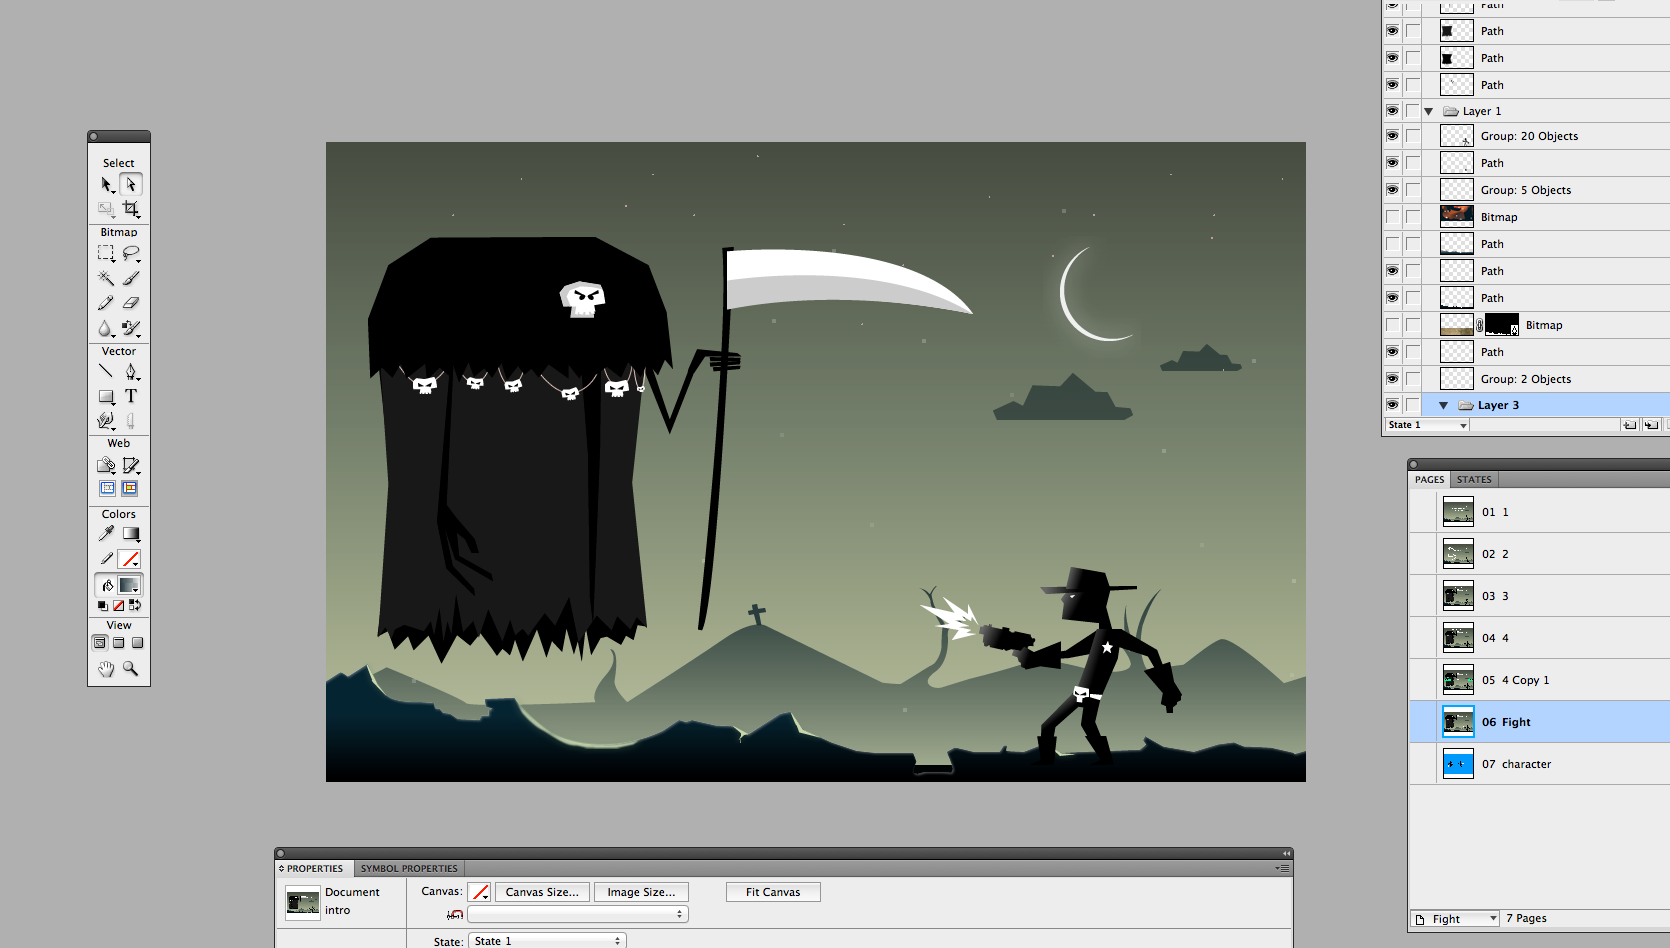 Select
Bitmap
Vector
T
Web
Colors
View
Path
Path
Path
Path
Layer 1
Group: 20 Objects
Path
Group: 5 Objects
Bitmap
Path
Path
Path
Bitmap
Path
Group: 2 Objects
Layer 3
State 1
PAGES STATES
01 1
02 2
03 3
04 4
05 4 Copy 1
06 Fight
07 character
Fight 7 Pages
PROPERTIES SYMBOL PROPERTIES
Document
intro
Canvas: Canvas Size... Image Size... Fit Canvas
State: State 1